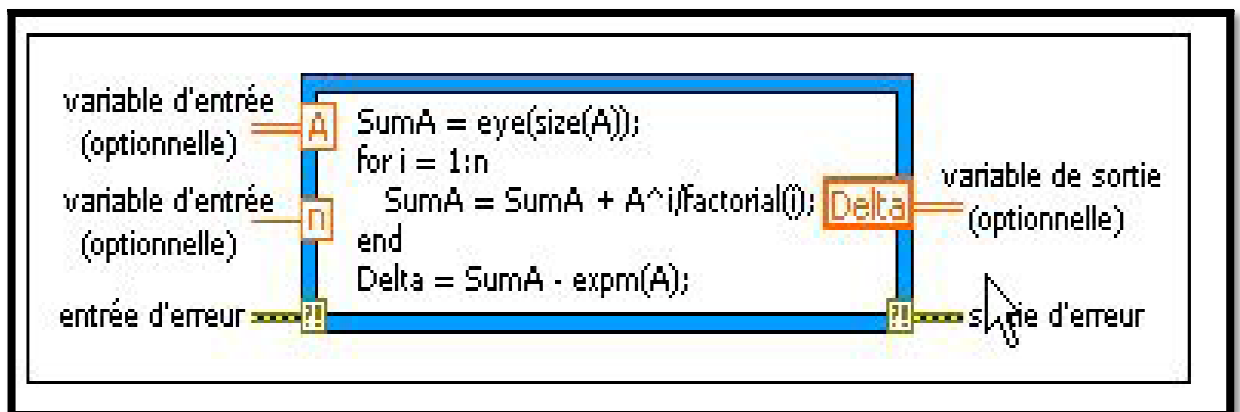 variable d'entrée
(optionnelle)
A
variable d'entrée
(optionnelle)
n
entrée d'erreur
?!
SumA = eye(size(A));
for i = 1:n
SumA = SumA + A^i/factorial(i);
end
Delta = SumA - expm(A);
Delta
variable de sortie
(optionnelle)
?!
d'erreur